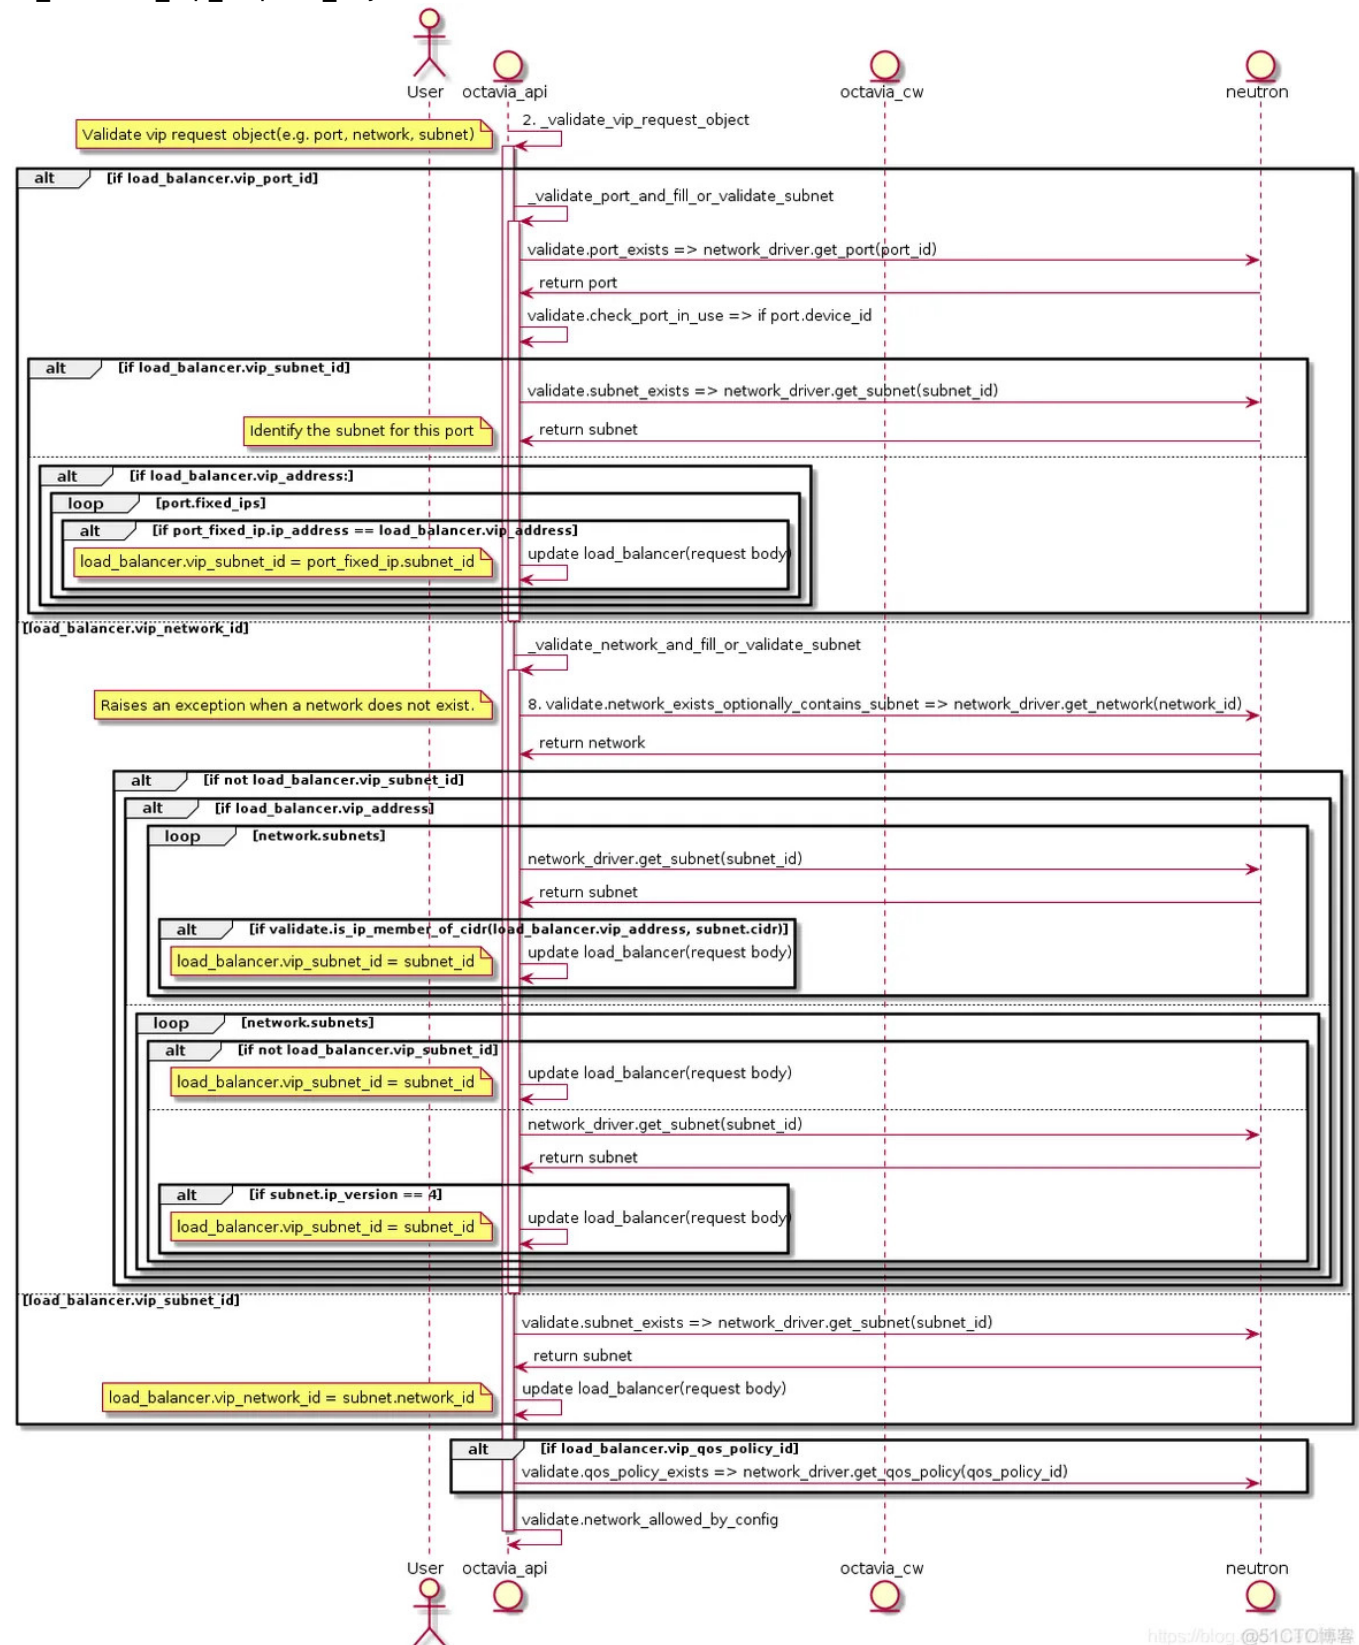 User octavia_api octavia_cw neutron
2. _validate_vip_request_object
Validate vip request object(e.g. port, network, subnet)
alt [if load_balancer.vip_port_id]
_validate_port_and_fill_or_validate_subnet
validate.port_exists => network_driver.get_port(port_id)
return port
validate.check_port_in_use => if port.device_id
alt [if load_balancer.vip_subnet_id]
validate.subnet_exists => network_driver.get_subnet(subnet_id)
Identify the subnet for this port
return subnet
alt [if load_balancer.vip_address:]
loop [port.fixed_ips]
alt [if port_fixed_ip.ip_address == load_balancer.vip_address]
update load_balancer(request body)
load_balancer.vip_subnet_id = port_fixed_ip.subnet_id
[load_balancer.vip_network_id]
_validate_network_and_fill_or_validate_subnet
Raises an exception when a network does not exist.
8. validate.network_exists_optionally_contains_subnet => network_driver.get_network(network_id)
return network
alt [if not load_balancer.vip_subnet_id]
alt [if load_balancer.vip_address]
loop [network.subnets]
network_driver.get_subnet(subnet_id)
return subnet
alt [if validate.is_ip_member_of_cidr(load_balancer.vip_address, subnet.cidr)]
update load_balancer(request body)
load_balancer.vip_subnet_id = subnet_id
loop [network.subnets]
alt [if not load_balancer.vip_subnet_id]
update load_balancer(request body)
load_balancer.vip_subnet_id = subnet_id
network_driver.get_subnet(subnet_id)
return subnet
alt [if subnet.ip_version == 4]
update load_balancer(request body)
load_balancer.vip_subnet_id = subnet_id
[load_balancer.vip_subnet_id]
validate.subnet_exists => network_driver.get_subnet(subnet_id)
return subnet
update load_balancer(request body)
load_balancer.vip_network_id = subnet.network_id
alt [if load_balancer.vip_qos_policy_id]
validate.qos_policy_exists => network_driver.get_qos_policy(qos_policy_id)
validate.network_allowed_by_config
User octavia_api octavia_cw neutron
https://blog. @51CTO博客